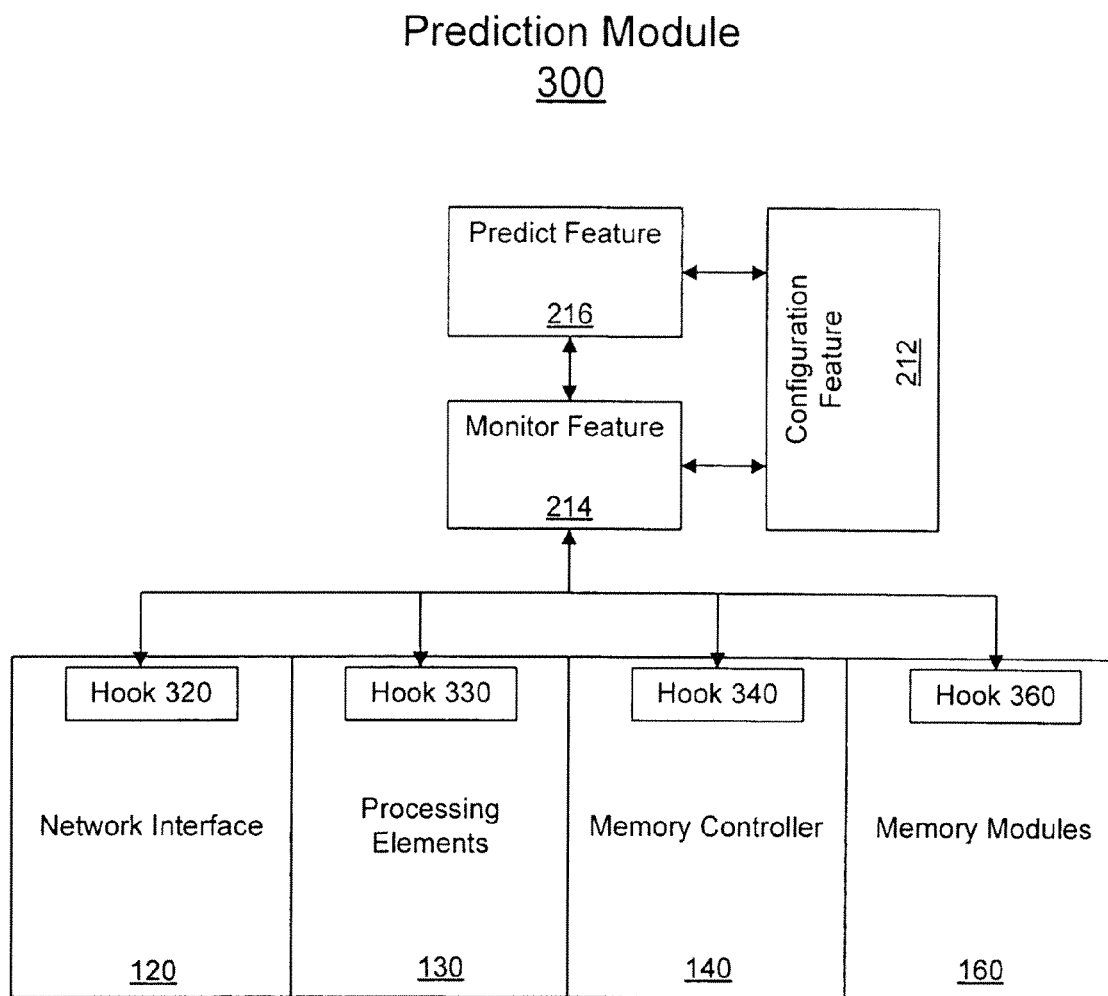 Prediction Module
300
Predict Feature
216
Configuration
Feature
212
Monitor Feature
214
Hook 320
Hook 330
Hook 340
Hook 360
Network Interface
Processing
Elements
Memory Controller
Memory Modules
120
130
140
160